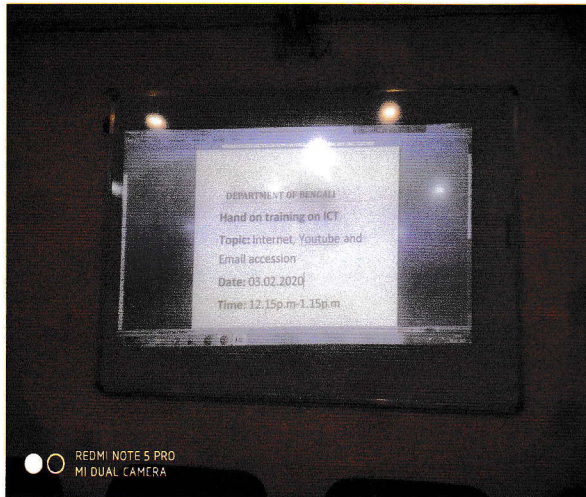 DEPARTMENT OF BENGALI
Hand on training on ICT
Topic: Internet, Youtube and
Email accession
Date: 03.02.2020
Time: 12.15p.m-1.15p.m
REDMI NOTE 5 PRO
MI DUAL CAMERA